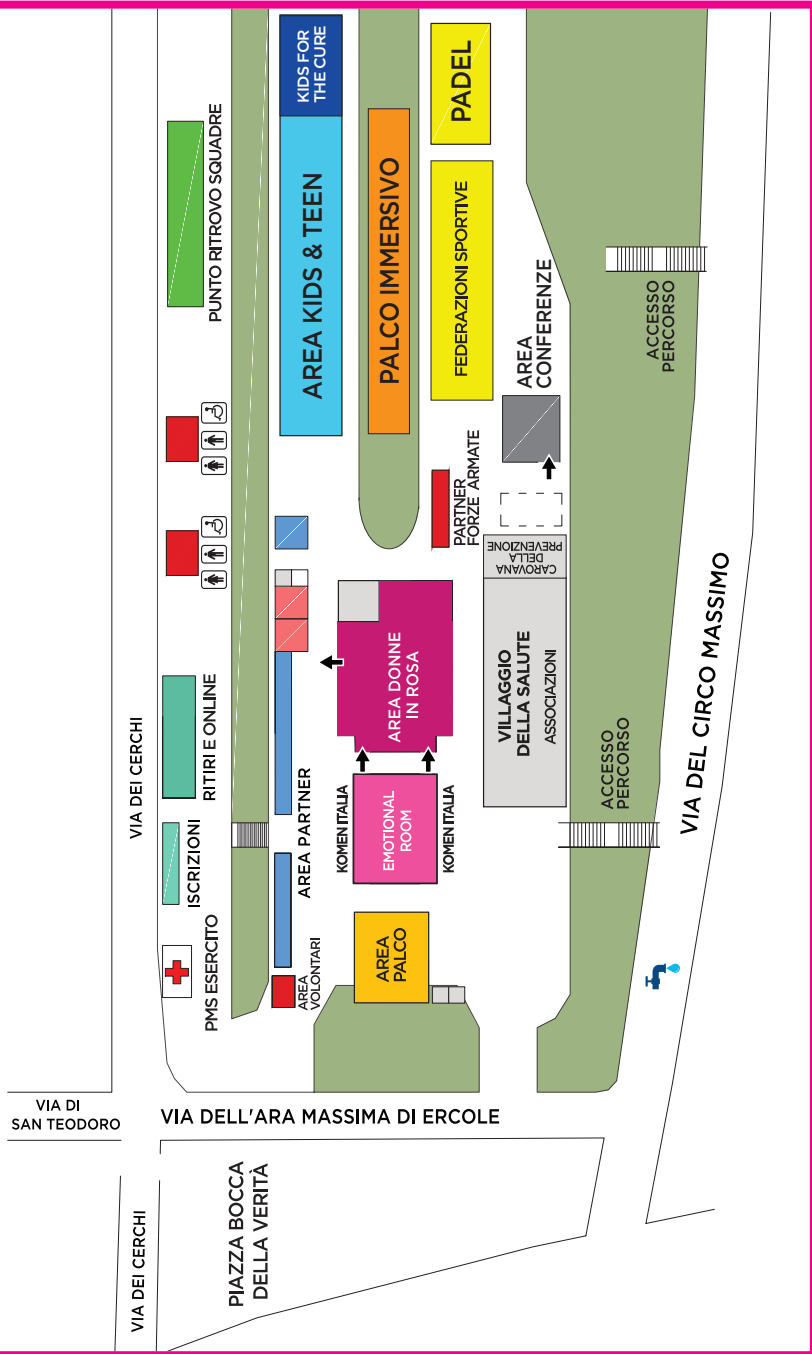 KIDS FOR
THE CURE
PADEL
PUNTO RITROVO SQUADRE
AREA KIDS & TEEN
PALCO IMMERSIVO
FEDERAZIONI SPORTIVE
AREA
CONFERENZE
ACCESSO
PERCORSO
PARTNER
FORZE ARMATE
CAROVANA
DELLA
PREVENZIONE
VIA DEI CERCHI
RITIRI E ONLINE
AREA DONNE
IN ROSA
VILLAGGIO
DELLA SALUTE
ASSOCIAZIONI
VIA DEL CIRCO MASSIMO
ACCESSO
PERCORSO
ISCRIZIONI
AREA PARTNER
KOMEN ITALIA
EMOTIONAL
ROOM
KOMEN ITALIA
PMS ESERCITO
AREA
VOLONTARI
AREA
PALCO
VIA DI
SAN TEODORO
VIA DELL'ARA MASSIMA DI ERCOLE
VIA DEI CERCHI
PIAZZA BOCCA
DELLA VERITÀ